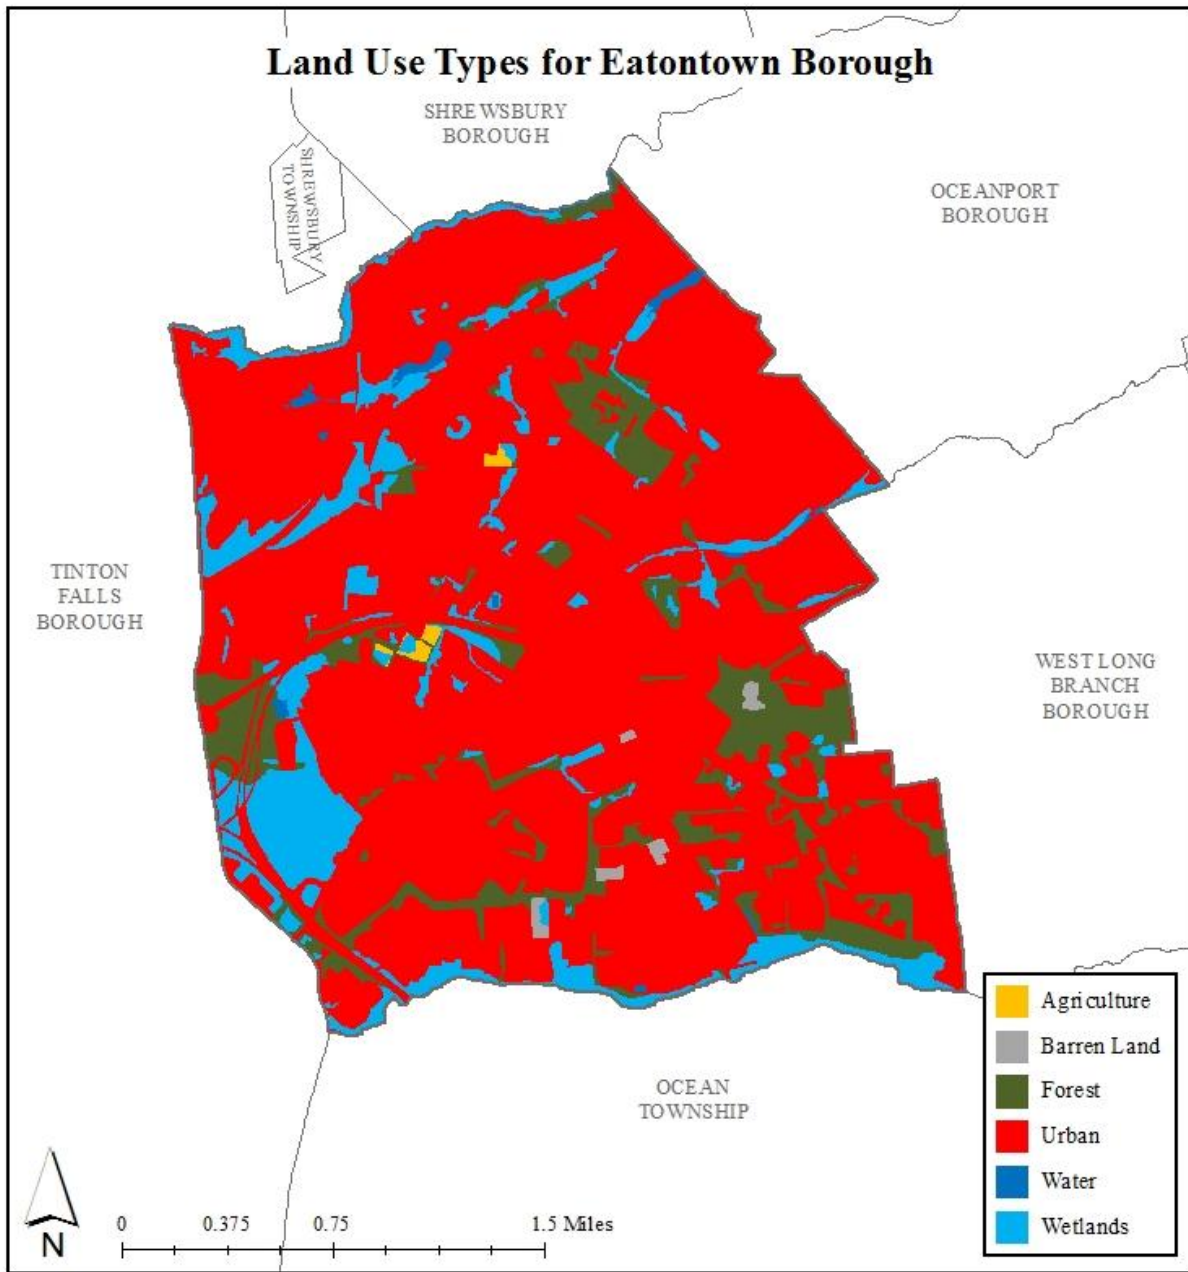 Land Use Types for Eatontown Borough
SHREWSBURY
BOROUGH
SHREWSBURY
TOWNSHIP
OCEANPORT
BOROUGH
TINTON
FALLS
BOROUGH
WEST LONG
BRANCH
BOROUGH
OCEAN
TOWNSHIP
Agriculture
Barren Land
Forest
Urban
Water
Wetlands
N
0 0.375 0.75 1.5 Miles